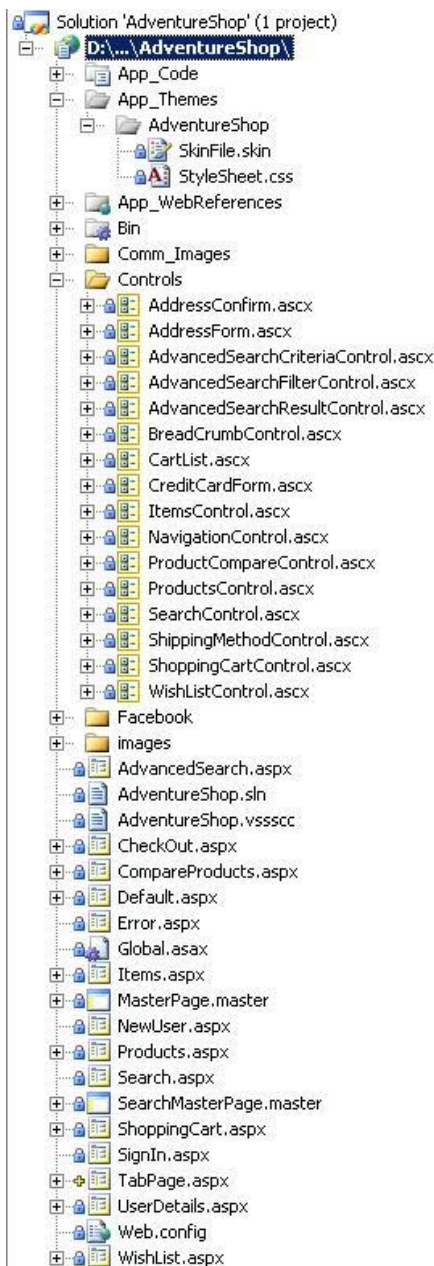 Solution 'AdventureShop' (1 project)
D:\...\AdventureShop\
App_Code
App_Themes
AdventureShop
SkinFile.skin
StyleSheet.css
App_WebReferences
Bin
Comm_Images
Controls
AddressConfirm.ascx
AddressForm.ascx
AdvancedSearchCriteriaControl.ascx
AdvancedSearchFilterControl.ascx
AdvancedSearchResultControl.ascx
BreadCrumbControl.ascx
CartList.ascx
CreditCardForm.ascx
ItemsControl.ascx
NavigationControl.ascx
ProductCompareControl.ascx
ProductsControl.ascx
SearchControl.ascx
ShippingMethodControl.ascx
ShoppingCartControl.ascx
WishListControl.ascx
Facebook
images
AdvancedSearch.aspx
AdventureShop.sln
AdventureShop.vssscc
CheckOut.aspx
CompareProducts.aspx
Default.aspx
Error.aspx
Global.asax
Items.aspx
MasterPage.master
NewUser.aspx
Products.aspx
Search.aspx
SearchMasterPage.master
ShoppingCart.aspx
SignIn.aspx
TabPage.aspx
UserDetails.aspx
Web.config
WishList.aspx